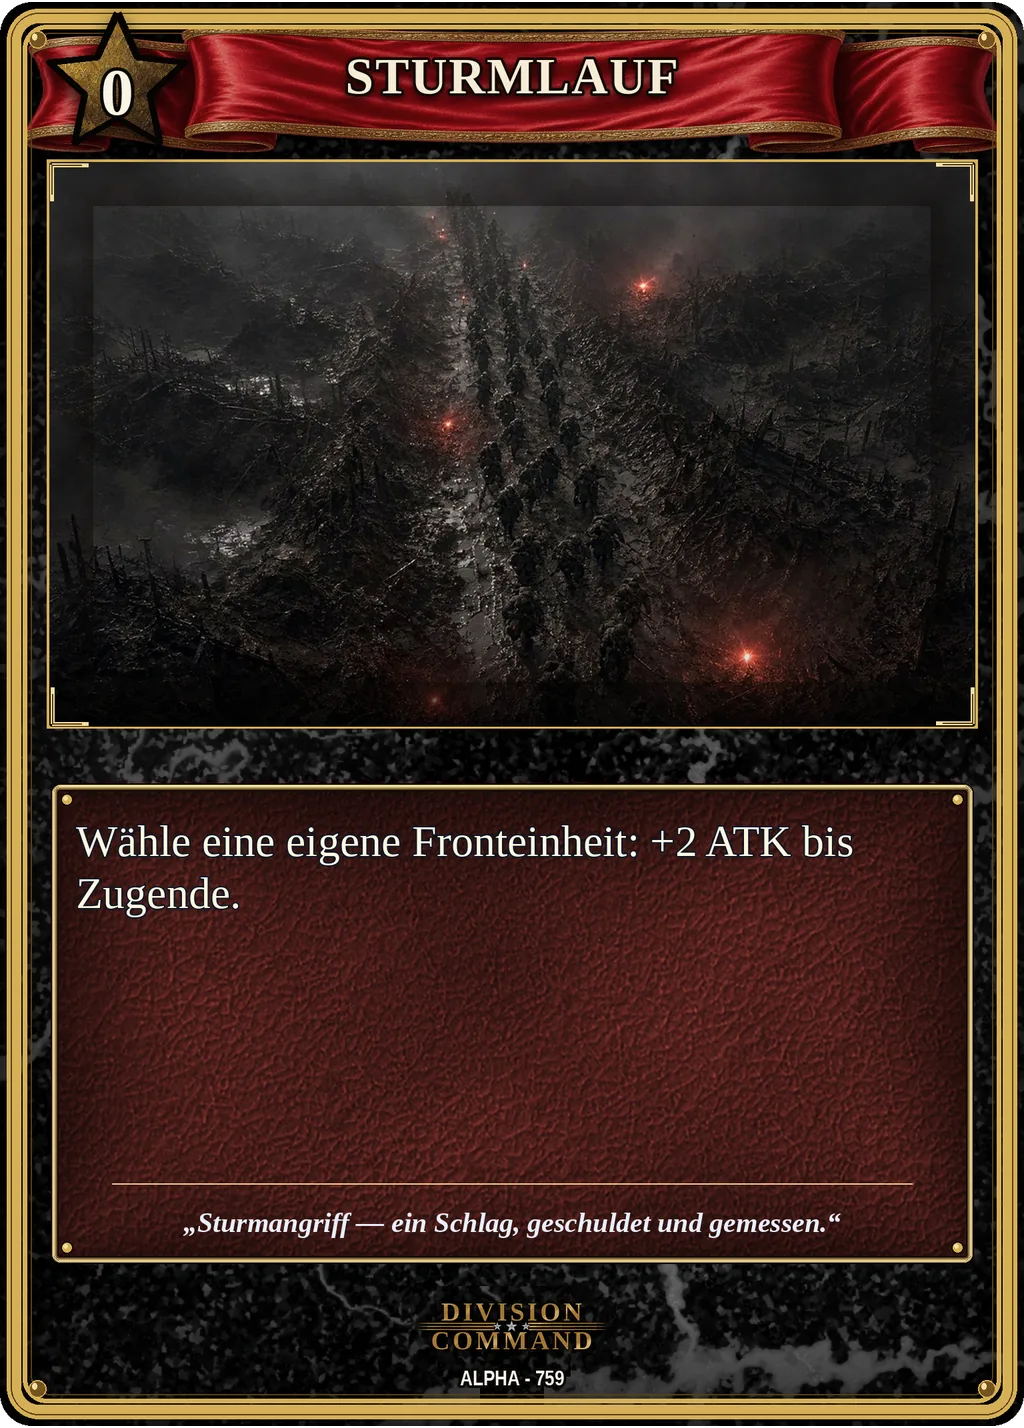 0
STURMLAUF
Wähle eine eigene Fronteinheit: +2 ATK bis
Zugende.
„Sturmangriff — ein Schlag, geschuldet und gemessen.“
DIVISION
COMMAND
ALPHA - 759